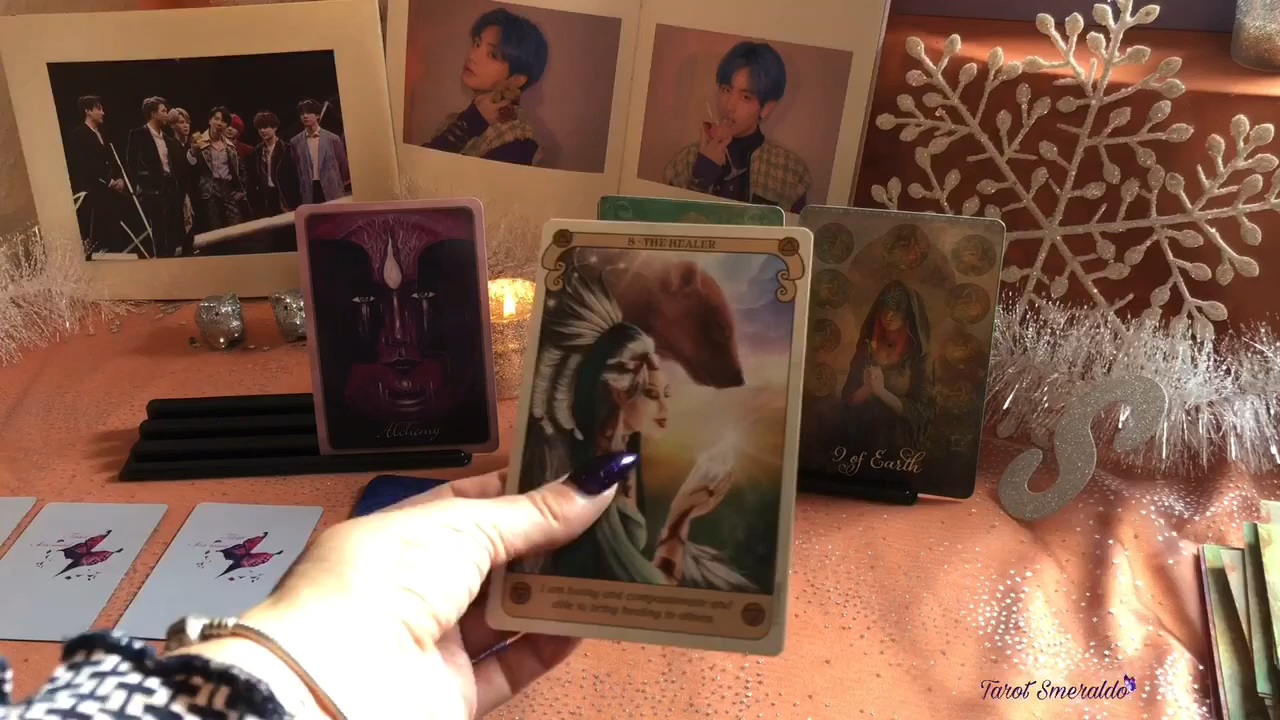 8 - THE HEALER
Alchemy
9 of Earth
I am loving and compassionate and
able to bring healing to others.
Tarot Smeraldo